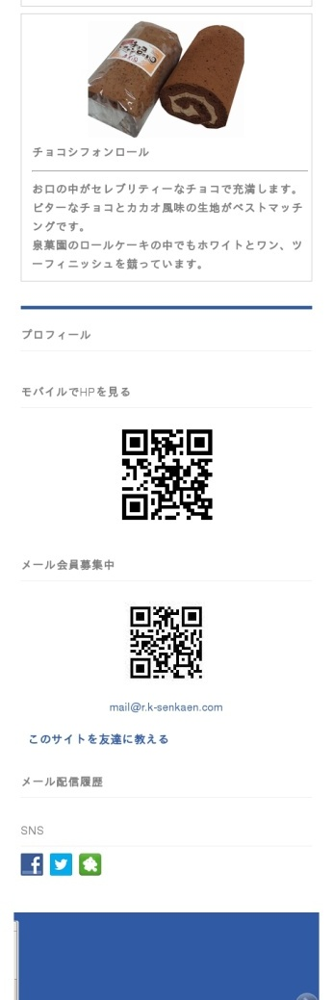 チョコシフォンロール
お口の中がセレブリティーなチョコで充満します。
ビターなチョコとカカオ風味の生地がベストマッチ
ングです。
泉菓園のロールケーキの中でもホワイトとワン、ツ
ーフィニッシュを競っています。
プロフィール
モバイルでHPを見る
メール会員募集中
mail@r.k-senkaen.com
このサイトを友達に教える
メール配信履歴
SNS